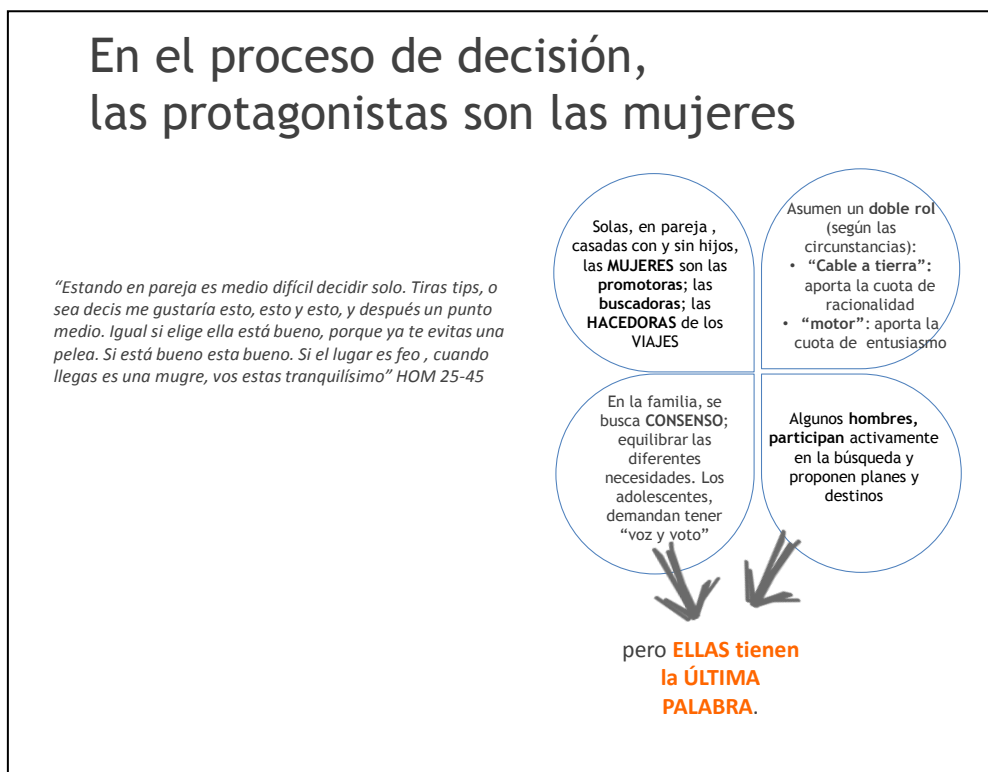 En el proceso de decisión,
las protagonistas son las mujeres
“Estando en pareja es medio difícil decidir solo. Tiras tips, o
sea decis me gustaría esto, esto y esto, y después un punto
medio. Igual si elige ella está bueno, porque ya te evitas una
pelea. Si está bueno esta bueno. Si el lugar es feo , cuando
llegas es una mugre, vos estas tranquilísimo” HOM 25-45
Solas, en pareja ,
casadas con y sin hijos,
las MUJERES son las
promotoras; las
buscadoras; las
HACEDORAS de los
VIAJES
Asumen un doble rol
(según las
circunstancias):
• “Cable a tierra”:
aporta la cuota de
racionalidad
• “motor”: aporta la
cuota de entusiasmo
En la familia, se
busca CONSENSO;
equilibrar las
diferentes
necesidades. Los
adolescentes,
demandan tener
“voz y voto”
Algunos hombres,
participan activamente
en la búsqueda y
proponen planes y
destinos
pero ELLAS tienen
la ÚLTIMA
PALABRA.